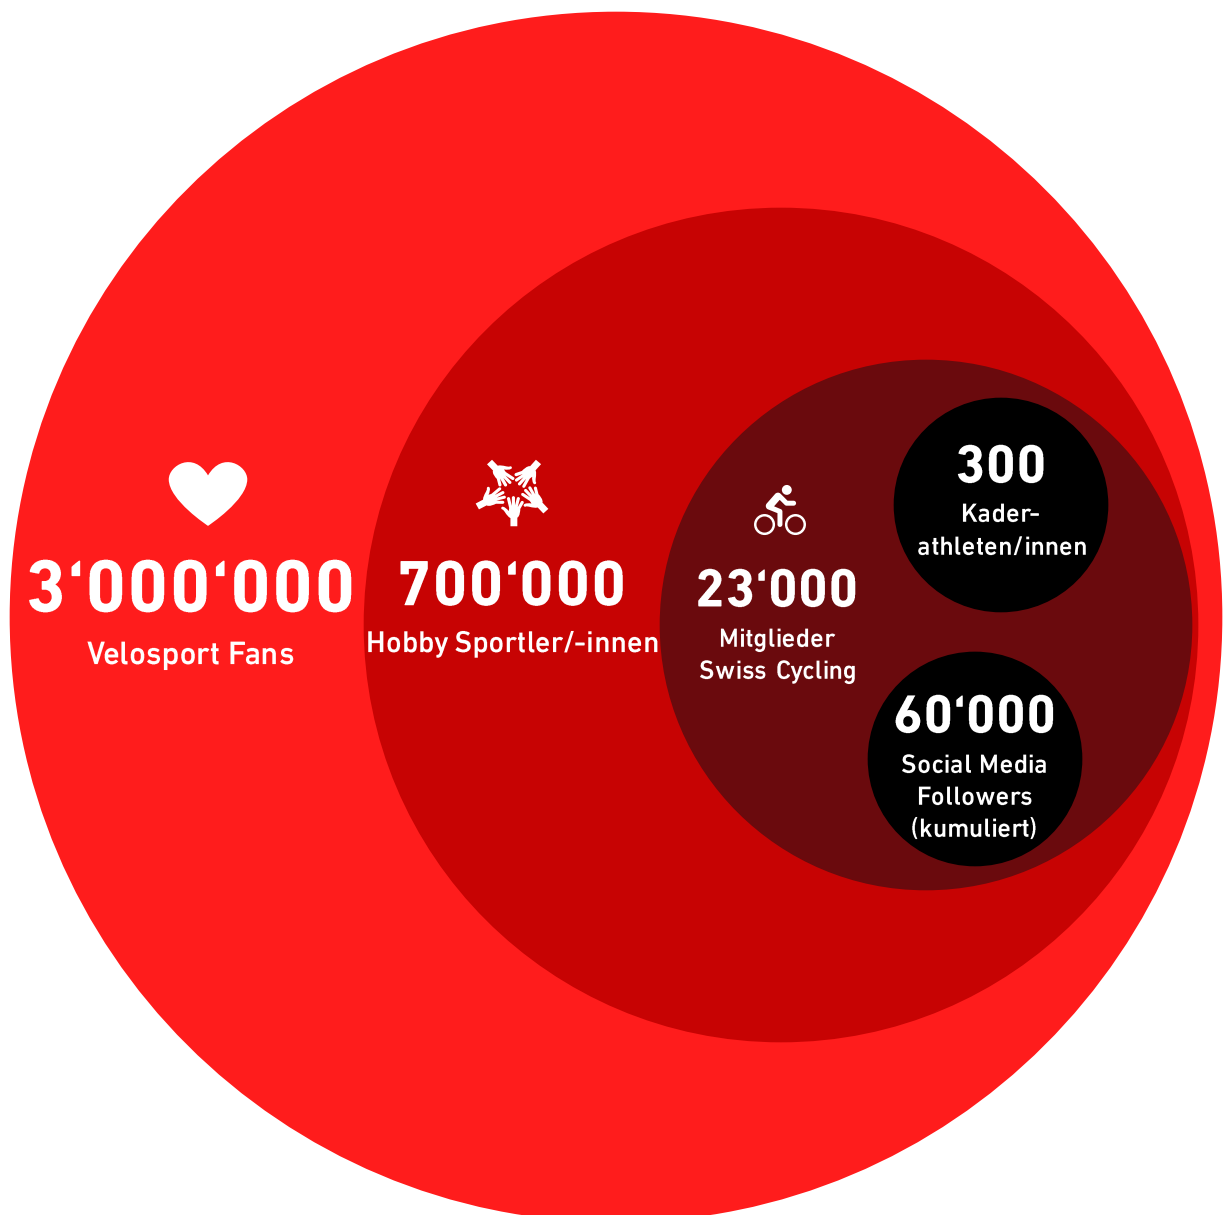 3‘000‘000
Velosport Fans
700‘000
Hobby Sportler/-innen
23‘000
Mitglieder
Swiss Cycling
300
Kader-
athleten/innen
60‘000
Social Media
Followers
(kumuliert)